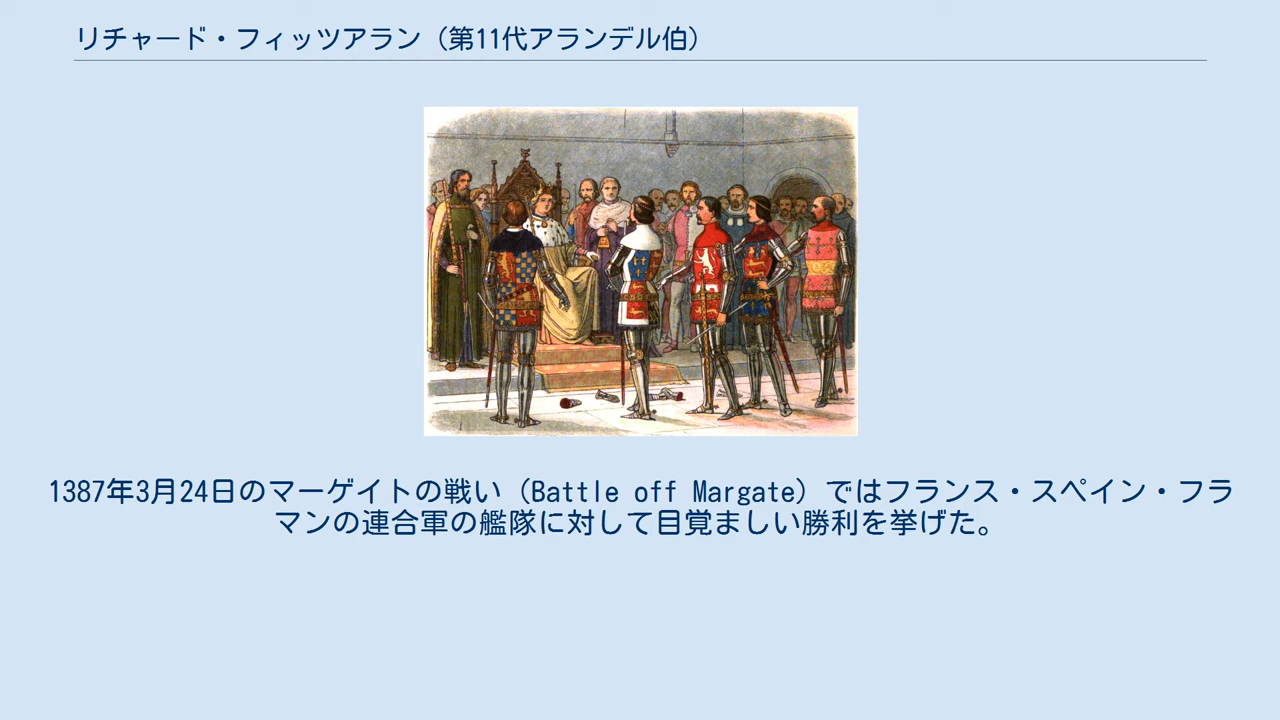 リチャード・フィッツアラン（第11代アランデル伯）
1387年3月24日のマーゲイトの戦い（Battle off Margate）ではフランス・スペイン・フラ
マンの連合軍の艦隊に対して目覚ましい勝利を挙げた。